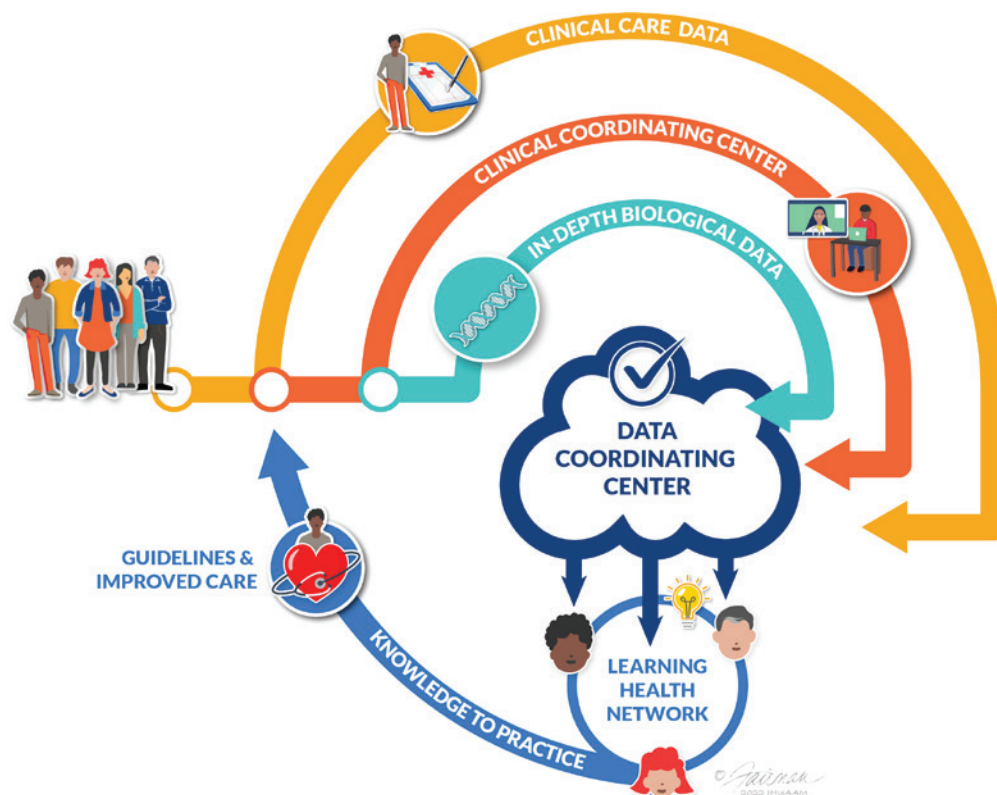 CLINICAL CARE DATA
CLINICAL COORDINATING CENTER
IN-DEPTH BIOLOGICAL DATA
DATA
COORDINATING
CENTER
GUIDELINES &
IMPROVED CARE
LEARNING
HEALTH
NETWORK
KNOWLEDGE TO PRACTICE
©